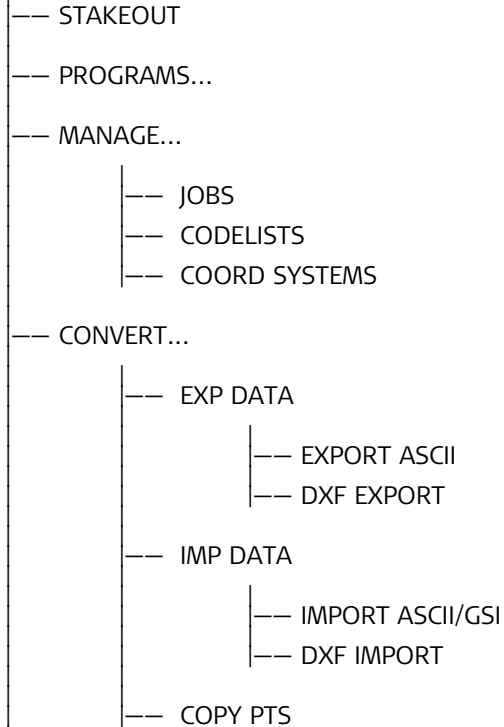 STAKEOUT
PROGRAMS...
MANAGE...
JOBS
CODELISTS
COORD SYSTEMS
CONVERT...
EXP DATA
EXPORT ASCII
DXF EXPORT
IMP DATA
IMPORT ASCII/GSI
DXF IMPORT
COPY PTS